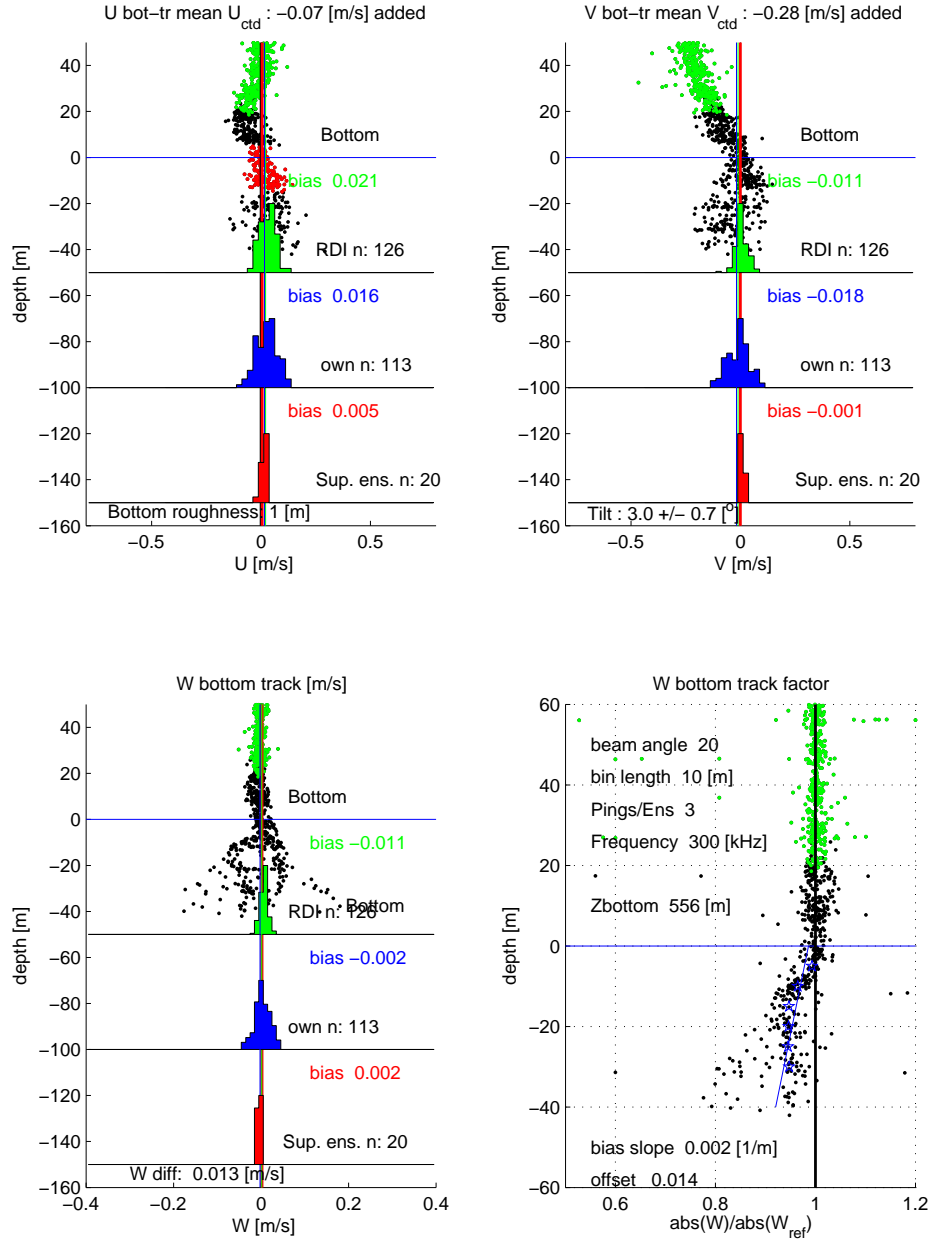 U bot-tr mean U_ctd : −0.07 [m/s] added
40
20
0
−20
−40
−60
−80
−100
−120
−140
−160
depth [m]
Bottom
bias 0.021
RDI n: 126
bias 0.016
own n: 113
bias 0.005
Sup. ens. n: 20
Bottom roughness: 1 [m]
−0.5 0 0.5
U [m/s]
V bot-tr mean V_ctd : −0.28 [m/s] added
40
20
0
−20
−40
−60
−80
−100
−120
−140
−160
depth [m]
Bottom
bias −0.011
RDI n: 126
bias −0.018
own n: 113
bias −0.001
Sup. ens. n: 20
Tilt : 3.0 +/− 0.7 [o]
−0.5 0 0.5
V [m/s]
W bottom track [m/s]
40
20
0
−20
−40
−60
−80
−100
−120
−140
−160
depth [m]
Bottom
bias −0.011
Bottom
RDI n: 126
bias −0.002
own n: 113
bias 0.002
Sup. ens. n: 20
W diff: 0.013 [m/s]
−0.4 −0.2 0 0.2 0.4
W [m/s]
W bottom track factor
60
40
20
0
−20
−40
−60
depth [m]
beam angle 20
bin length 10 [m]
Pings/Ens 3
Frequency 300 [kHz]
Zbottom 556 [m]
bias slope 0.002 [1/m]
offset 0.014
0.6 0.8 1 1.2
abs(W)/abs(W_ref)